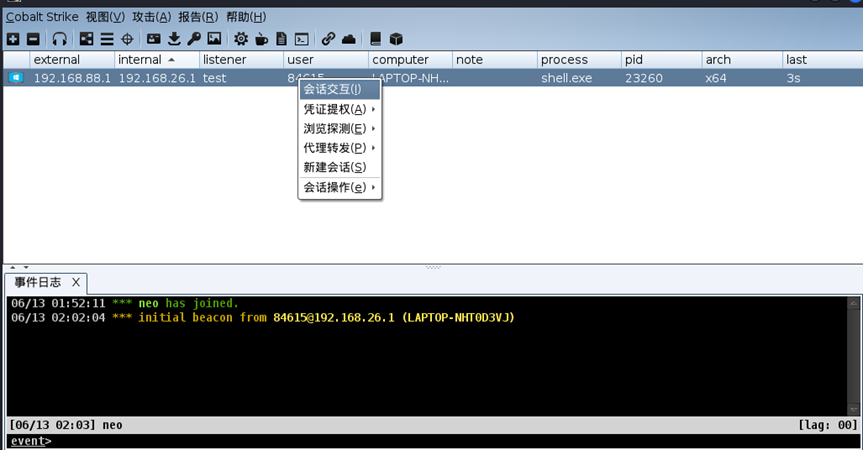 Cobalt Strike 视图(V) 攻击(A) 报告(R) 帮助(H)
external internal listener user computer note process pid arch last
192.168.88.1 192.168.26.1 test 84615 LAPTOP-NH... shell.exe 23260 x64 3s
会话交互(I)
凭证提权(A)
浏览探测(E)
代理转发(P)
新建会话(S)
会话操作(e)
事件日志 X
06/13 01:52:11 *** neo has joined.
06/13 02:02:04 *** initial beacon from 84615@192.168.26.1 (LAPTOP-NHT0D3VJ)
[06/13 02:03] neo [lag: 00]
event>